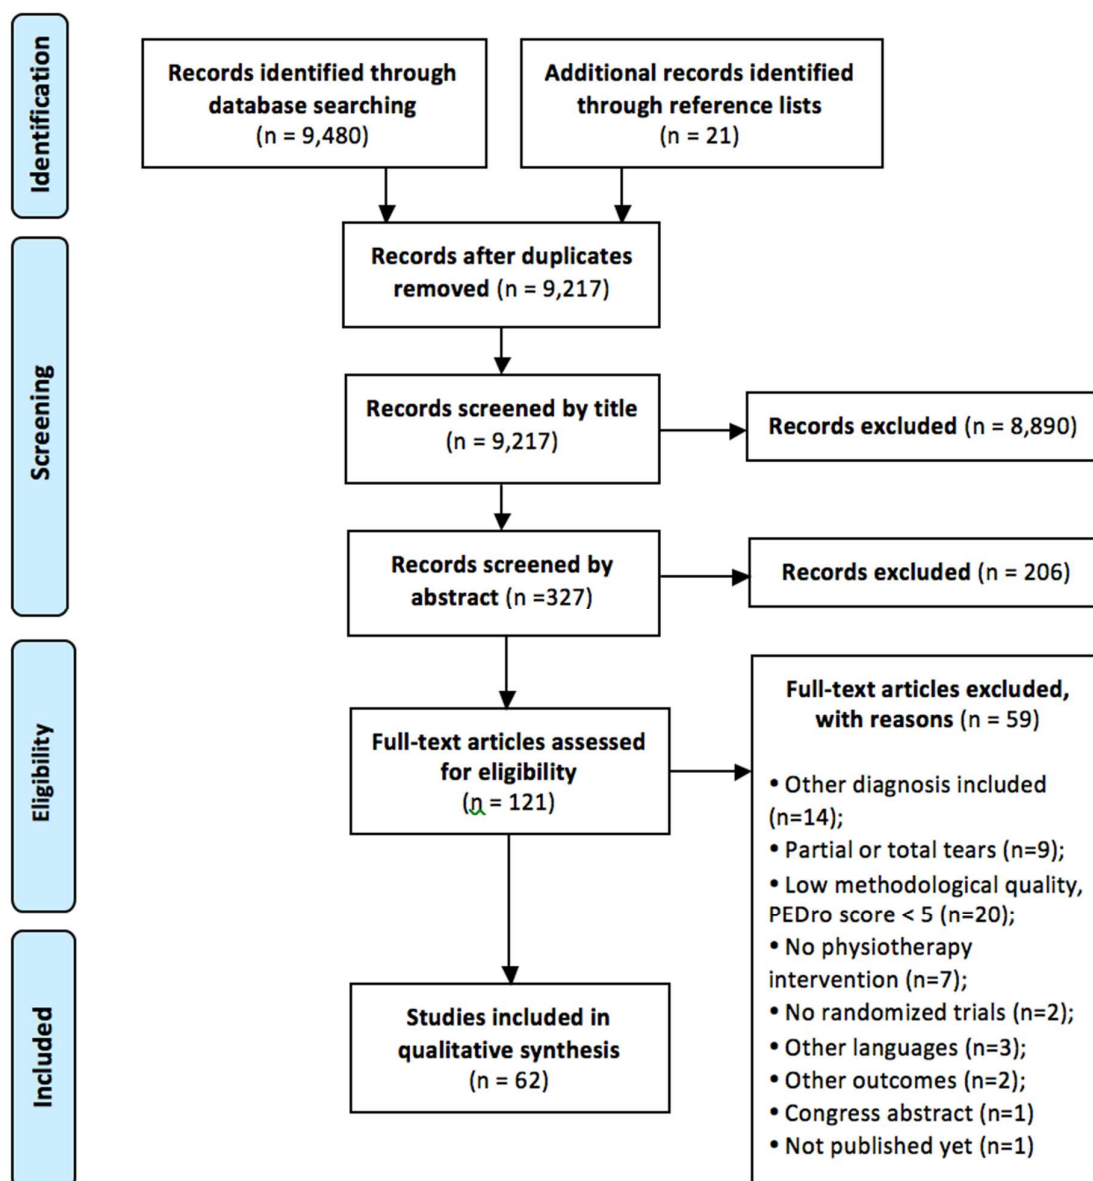 Identification
Records identified through
database searching
(n = 9,480)
Additional records identified
through reference lists
(n = 21)
Screening
Records after duplicates
removed (n = 9,217)
Records screened by title
(n = 9,217)
Records excluded (n = 8,890)
Records screened by
abstract (n =327)
Records excluded (n = 206)
Eligibility
Full-text articles assessed
for eligibility
(n = 121)
Full-text articles excluded,
with reasons (n = 59)
• Other diagnosis included
(n=14);
• Partial or total tears (n=9);
• Low methodological quality,
PEDro score < 5 (n=20);
• No physiotherapy
intervention (n=7);
• No randomized trials (n=2);
• Other languages (n=3);
• Other outcomes (n=2);
• Congress abstract (n=1)
• Not published yet (n=1)
Included
Studies included in
qualitative synthesis
(n = 62)